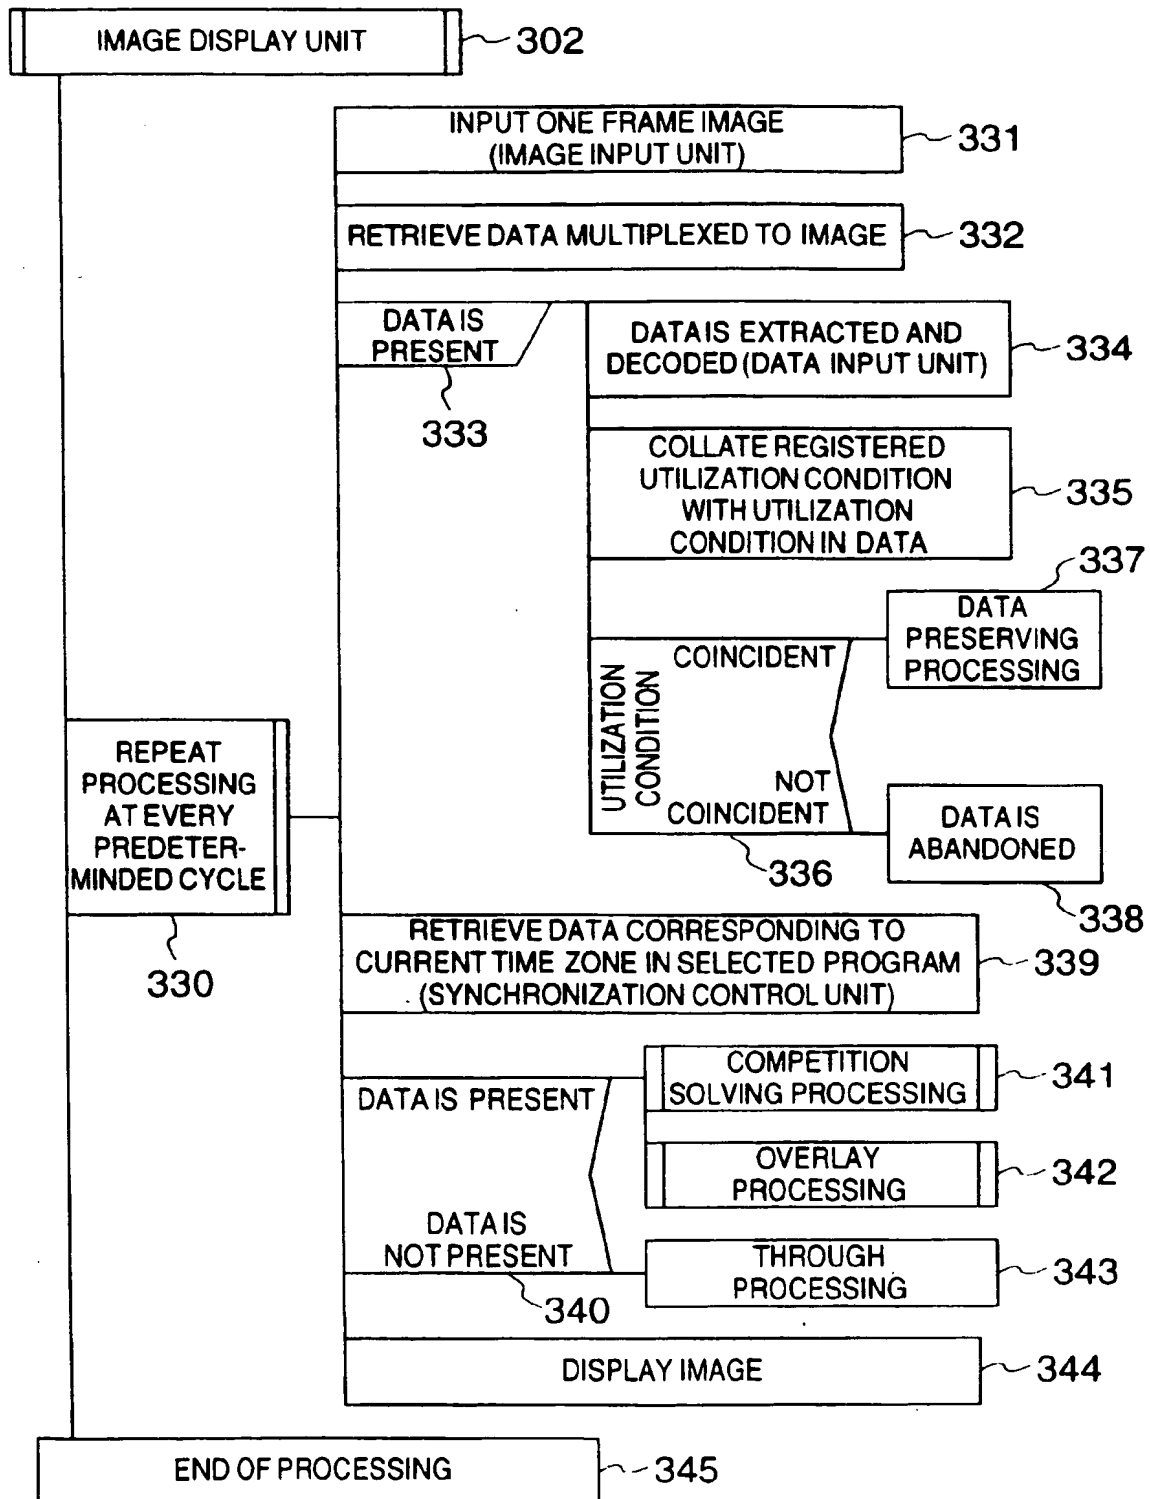 IMAGE DISPLAY UNIT
302
INPUT ONE FRAME IMAGE
(IMAGE INPUT UNIT)
331
RETRIEVE DATA MULTIPLEXED TO IMAGE
332
DATA IS
PRESENT
333
DATA IS EXTRACTED AND
DECODED (DATA INPUT UNIT)
334
COLLATE REGISTERED
UTILIZATION CONDITION
WITH UTILIZATION
CONDITION IN DATA
335
UTILIZATION
CONDITION
COINCIDENT
NOT
COINCIDENT
336
337
DATA
PRESERVING
PROCESSING
DATA IS
ABANDONED
338
REPEAT
PROCESSING
AT EVERY
PREDETER-
MINDED CYCLE
330
RETRIEVE DATA CORRESPONDING TO
CURRENT TIME ZONE IN SELECTED PROGRAM
(SYNCHRONIZATION CONTROL UNIT)
339
DATA IS PRESENT
DATA IS
NOT PRESENT
340
COMPETITION
SOLVING PROCESSING
341
OVERLAY
PROCESSING
342
THROUGH
PROCESSING
343
DISPLAY IMAGE
344
END OF PROCESSING
345